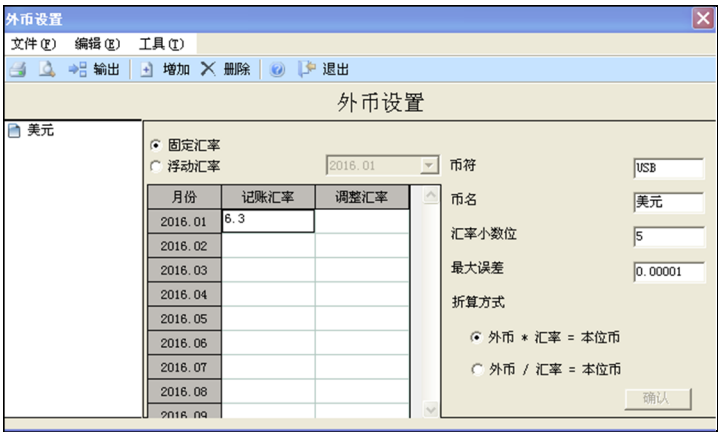 外币设置
文件(F) 编辑(E) 工具(T)
输出 增加 删除 退出
外币设置
美元
固定汇率
浮动汇率 2016.01
月份 记账汇率 调整汇率
2016.01 6.3
2016.02
2016.03
2016.04
2016.05
2016.06
2016.07
2016.08
2016.09
币符 USB
币名 美元
汇率小数位 5
最大误差 0.00001
折算方式
外币 * 汇率 = 本位币
外币 / 汇率 = 本位币
确认